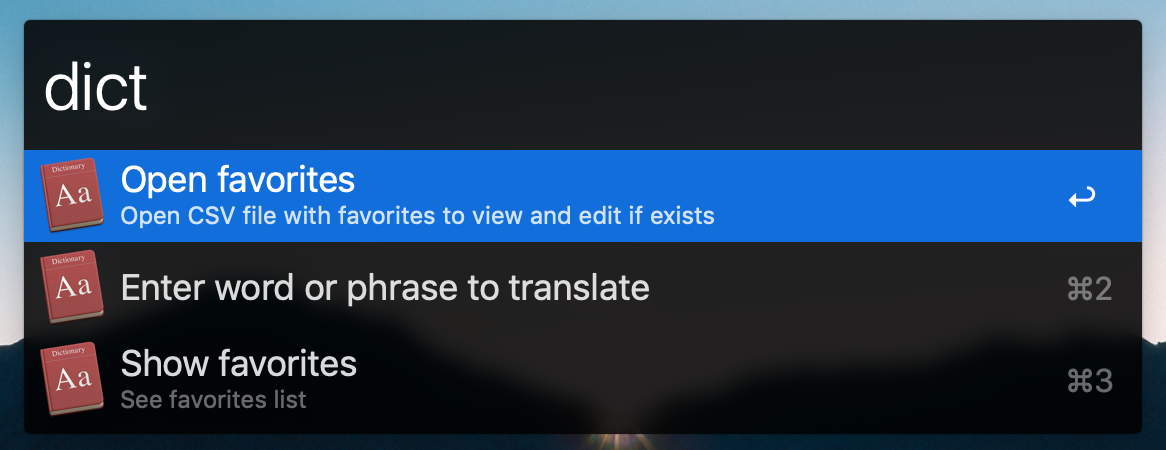 dict
Dictionary
Aa
Open favorites
Open CSV file with favorites to view and edit if exists
Dictionary
Aa
Enter word or phrase to translate
⌘2
Dictionary
Aa
Show favorites
See favorites list
⌘3